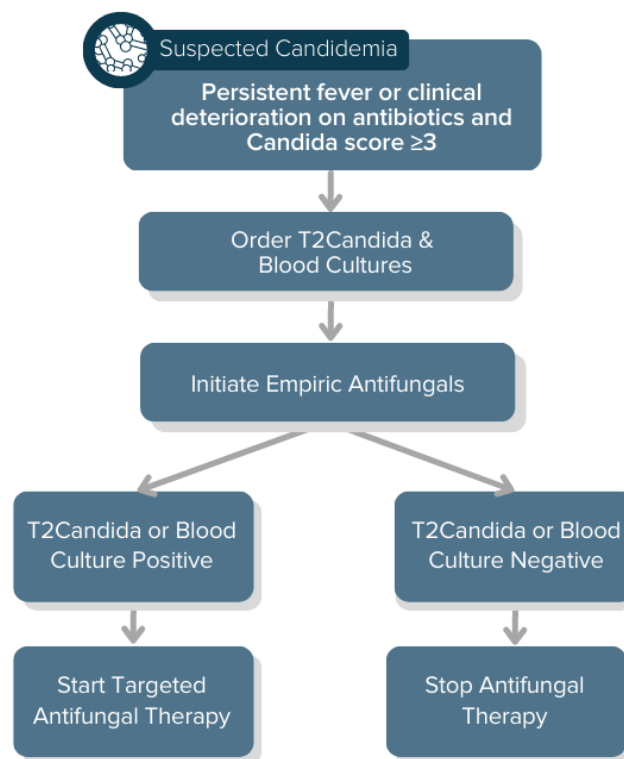 Suspected Candidemia
Persistent fever or clinical
deterioration on antibiotics and
Candida score ≥3
Order T2Candida &
Blood Cultures
Initiate Empiric Antifungals
T2Candida or Blood
Culture Positive
T2Candida or Blood
Culture Negative
Start Targeted
Antifungal Therapy
Stop Antifungal
Therapy